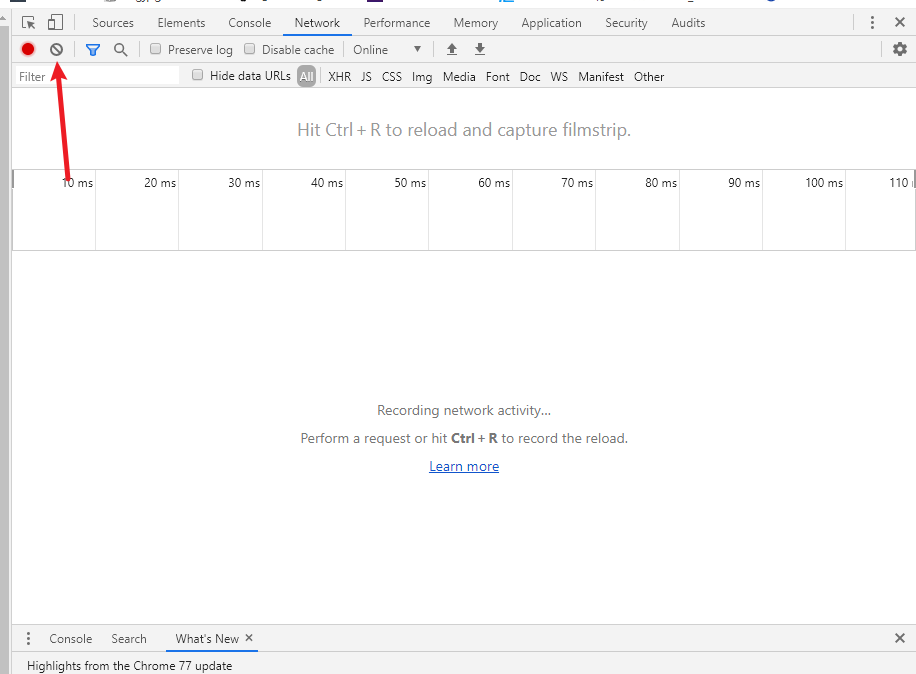 Sources Elements Console Network Performance Memory Application Security Audits
Preserve log Disable cache Online
Filter Hide data URLs All XHR JS CSS Img Media Font Doc WS Manifest Other
Hit Ctrl + R to reload and capture filmstrip.
10 ms 20 ms 30 ms 40 ms 50 ms 60 ms 70 ms 80 ms 90 ms 100 ms 110
Recording network activity...
Perform a request or hit Ctrl + R to record the reload.
Learn more
Console Search What's New
Highlights from the Chrome 77 update